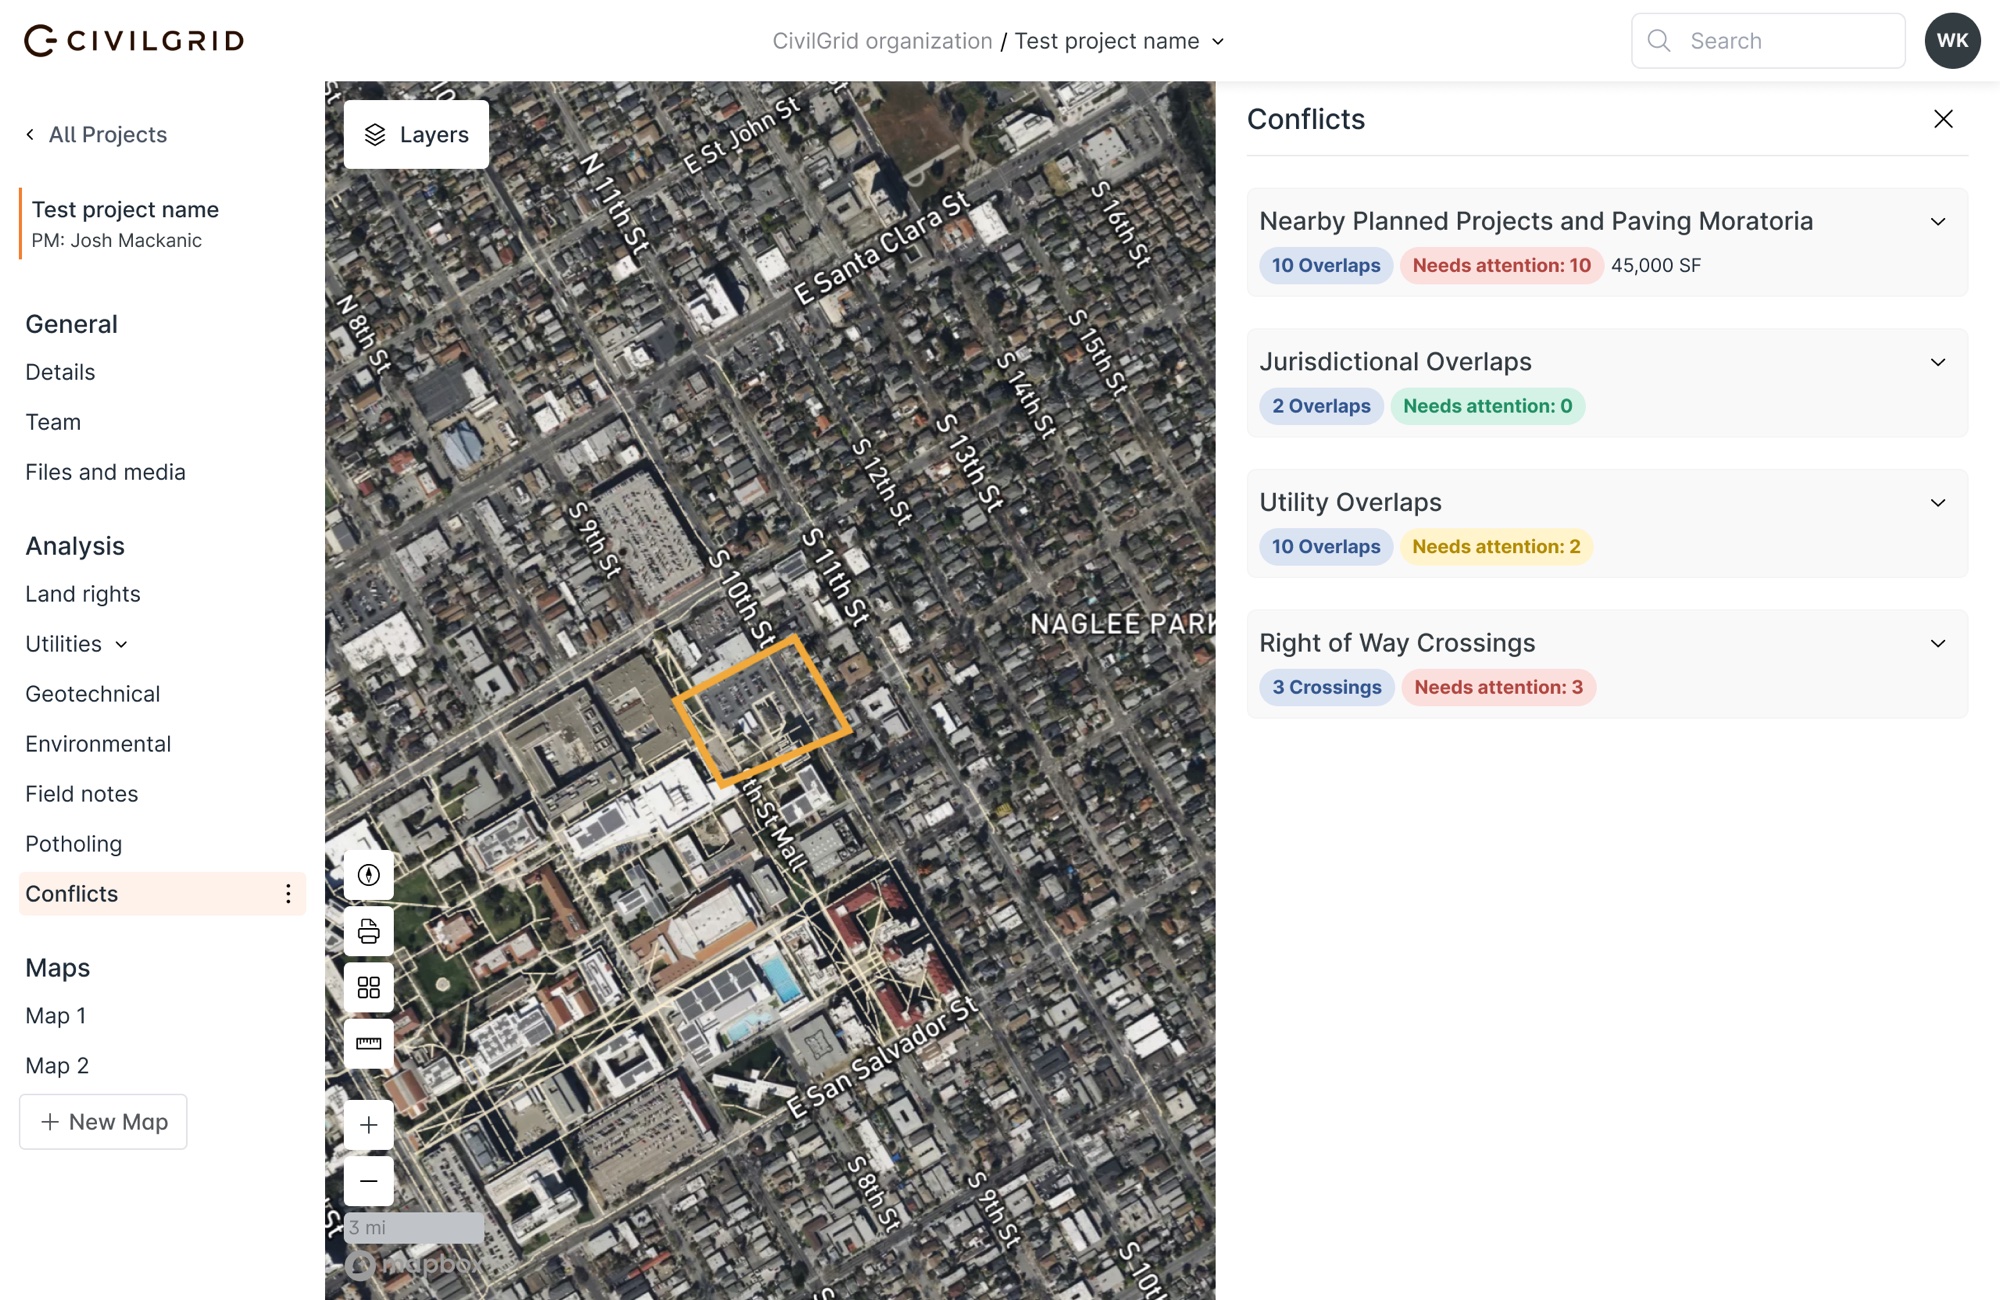 CIVILGRID
CivilGrid organization / Test project name
Search
WK
All Projects
Test project name
PM: Josh Mackanic
General
Details
Team
Files and media
Analysis
Land rights
Utilities
Geotechnical
Environmental
Field notes
Potholing
Conflicts
Maps
Map 1
Map 2
New Map
Layers
E St John St
N 11th St
E Santa Clara St
S 16th St
N 8th St
S 15th St
S 14th St
S 13th St
S 12th St
S 9th St
S 11th St
S 10th St
NAGLEE PARK
th St Mall
E San Salvador St
S 8th St
S 9th St
S 10th
3 mi
mapbox
Conflicts
Nearby Planned Projects and Paving Moratoria
10 Overlaps Needs attention: 10 45,000 SF
Jurisdictional Overlaps
2 Overlaps Needs attention: 0
Utility Overlaps
10 Overlaps Needs attention: 2
Right of Way Crossings
3 Crossings Needs attention: 3